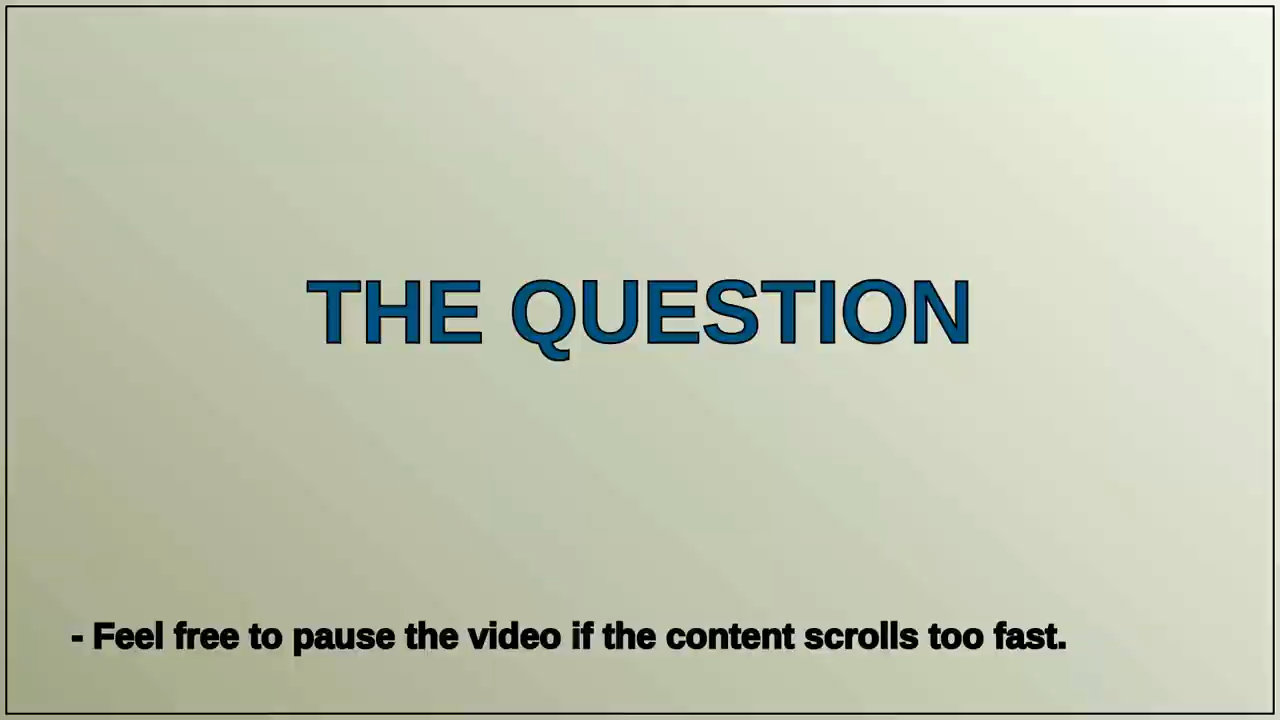 THE QUESTION
- Feel free to pause the video if the content scrolls too fast.